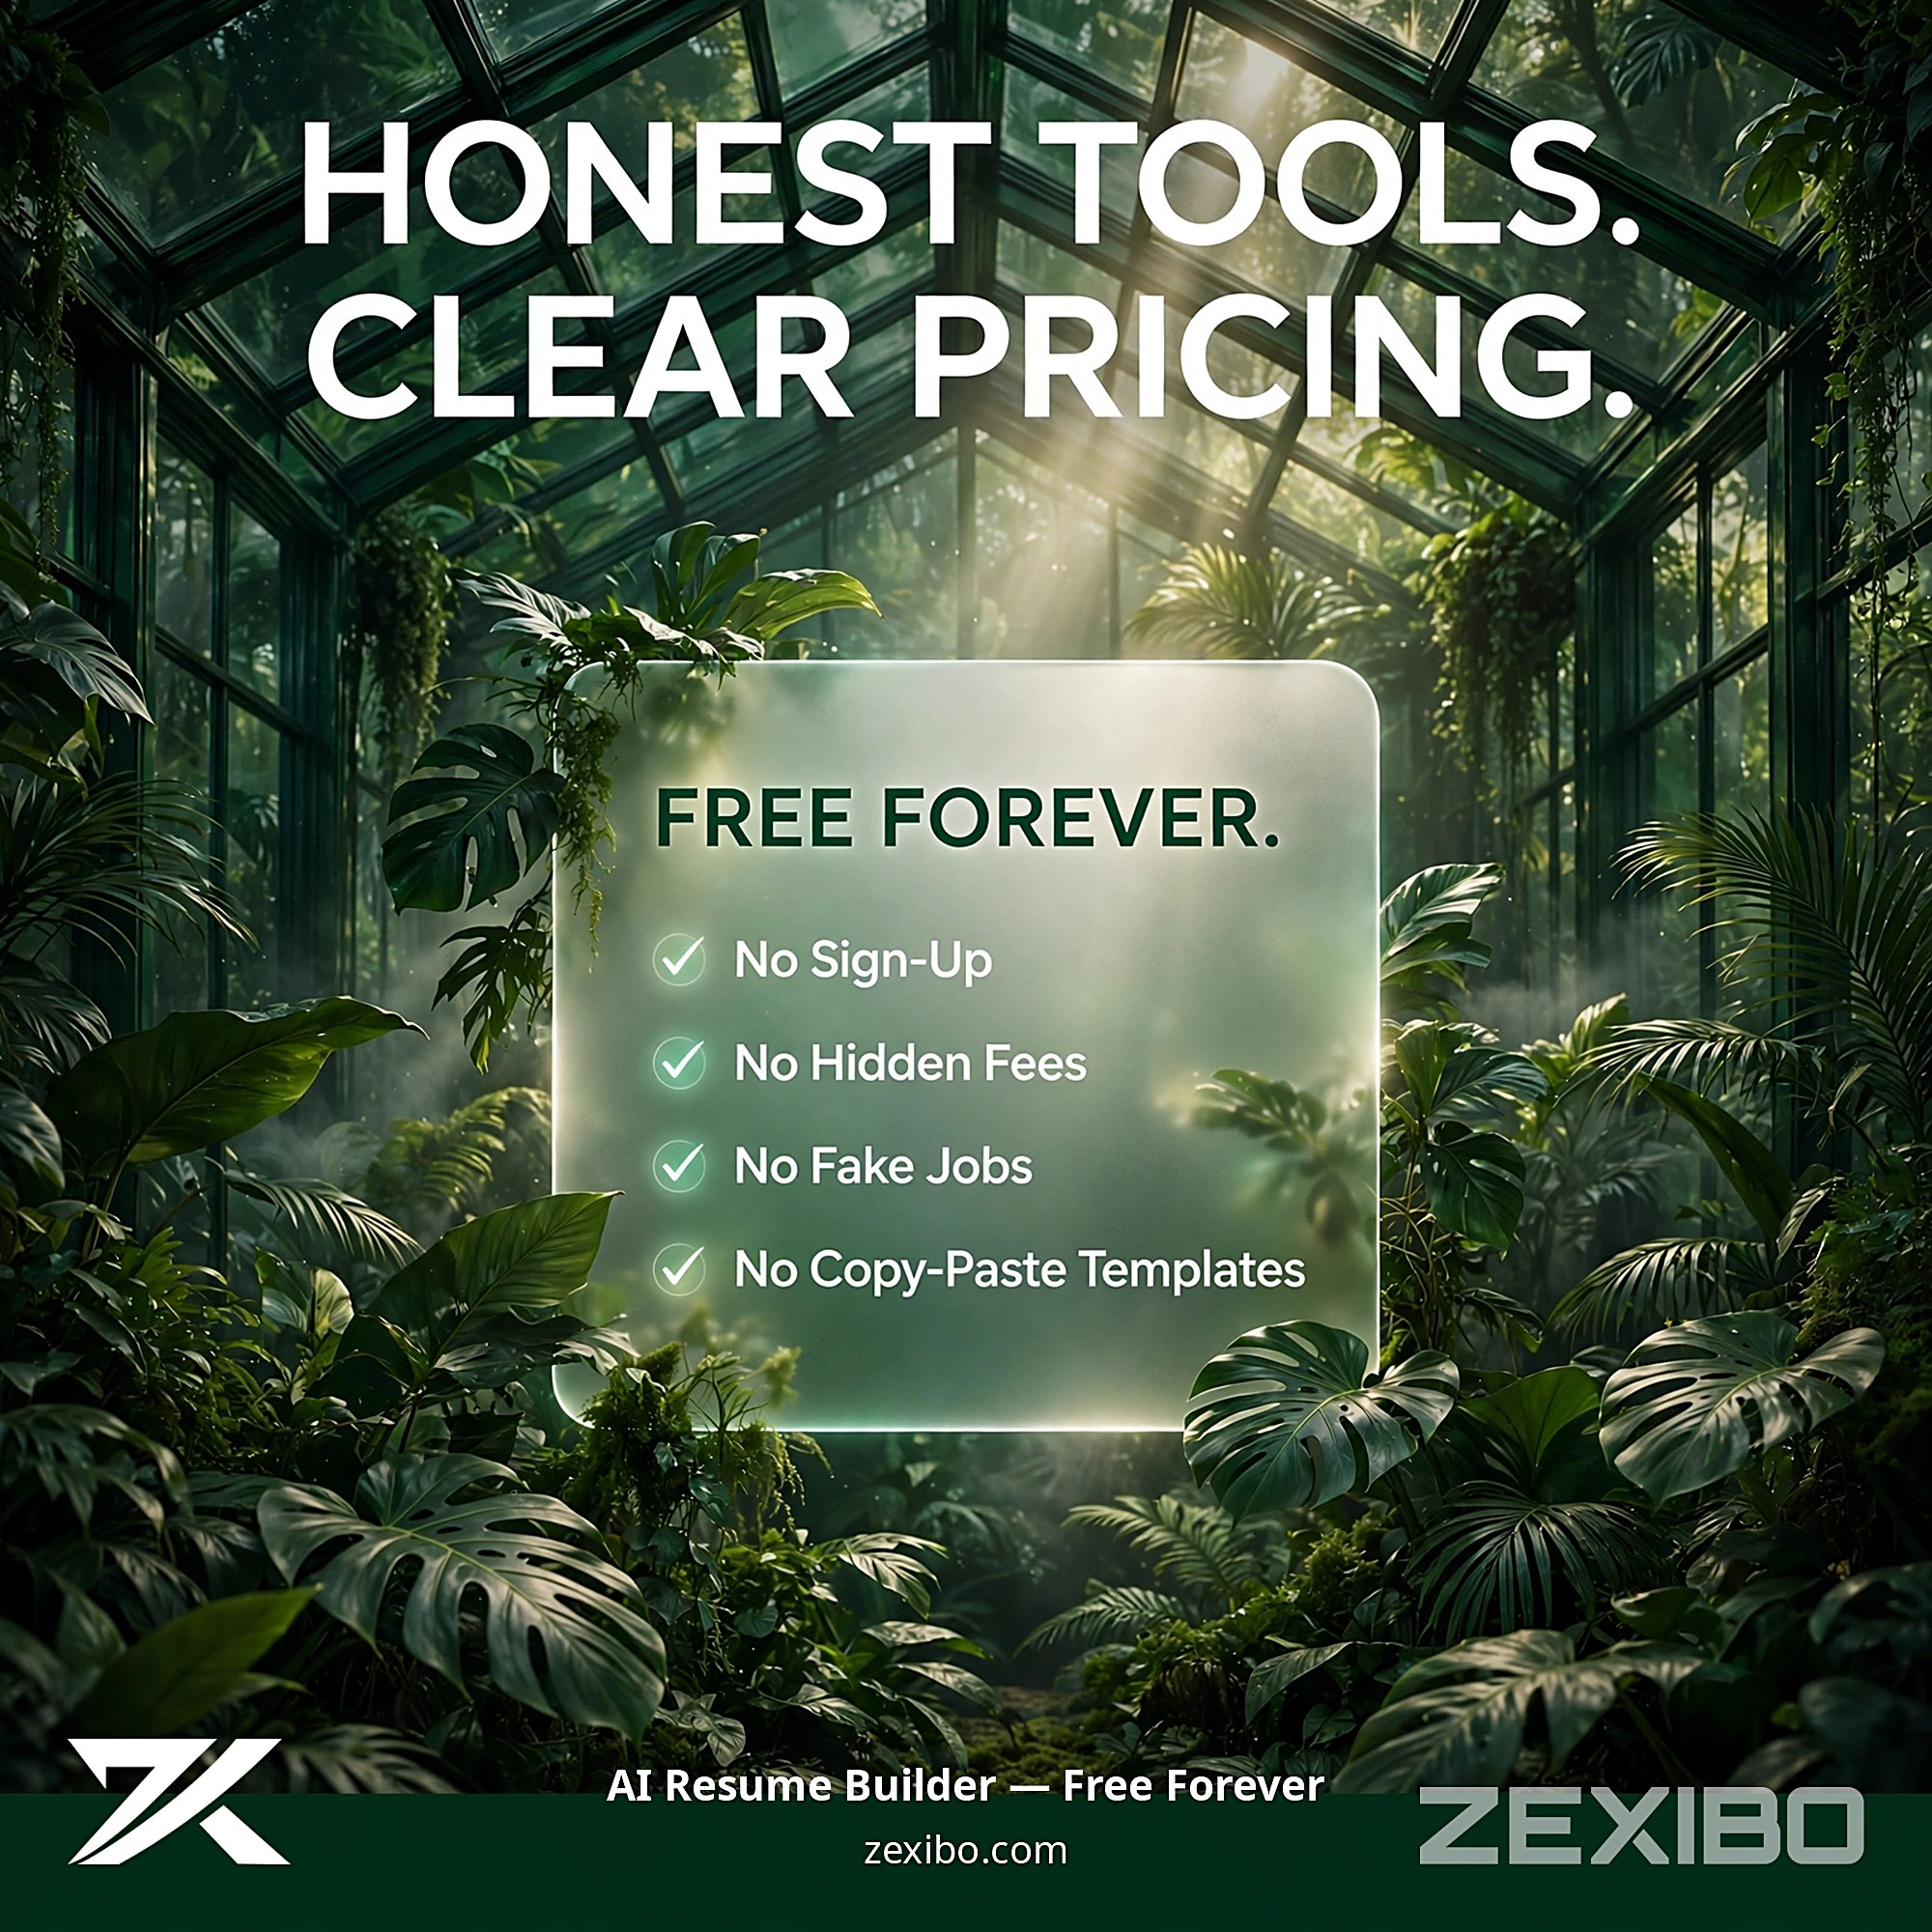 HONEST TOOLS.
CLEAR PRICING.
FREE FOREVER.
No Sign-Up
No Hidden Fees
No Fake Jobs
No Copy-Paste Templates
AI Resume Builder — Free Forever
zexibo.com
ZEXIBO